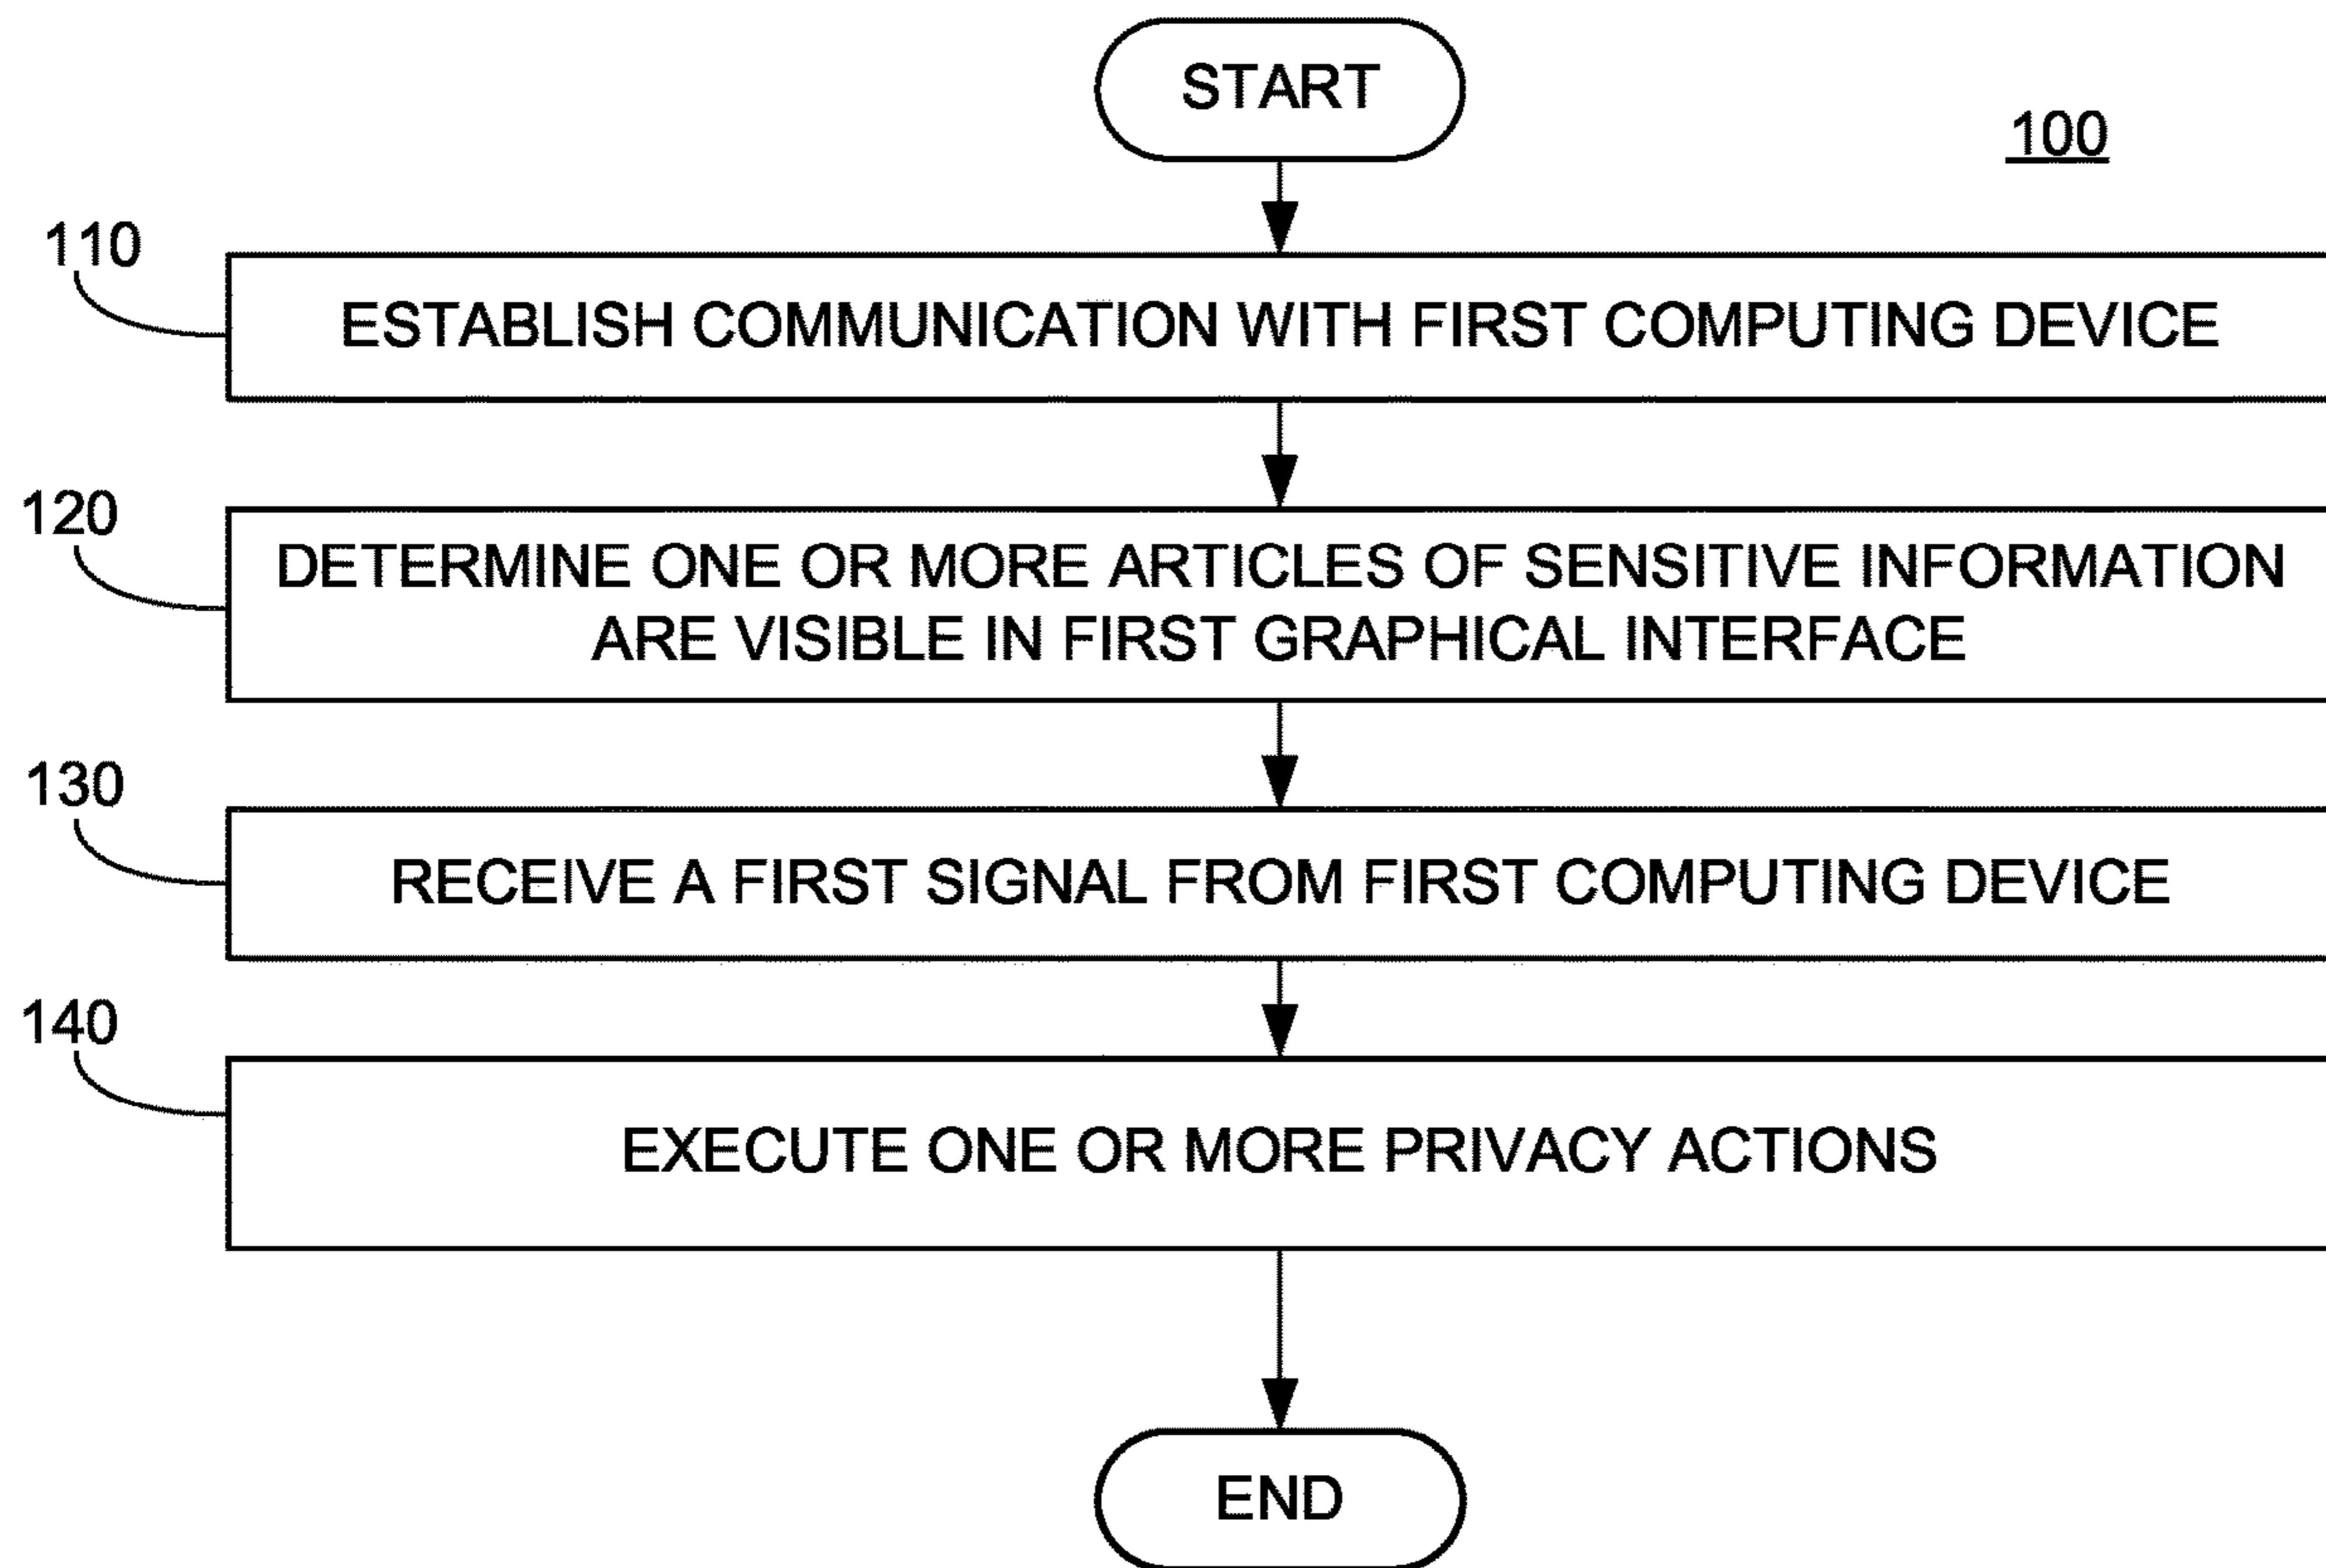 START
100
110
ESTABLISH COMMUNICATION WITH FIRST COMPUTING DEVICE
120
DETERMINE ONE OR MORE ARTICLES OF SENSITIVE INFORMATION
ARE VISIBLE IN FIRST GRAPHICAL INTERFACE
130
RECEIVE A FIRST SIGNAL FROM FIRST COMPUTING DEVICE
140
EXECUTE ONE OR MORE PRIVACY ACTIONS
END